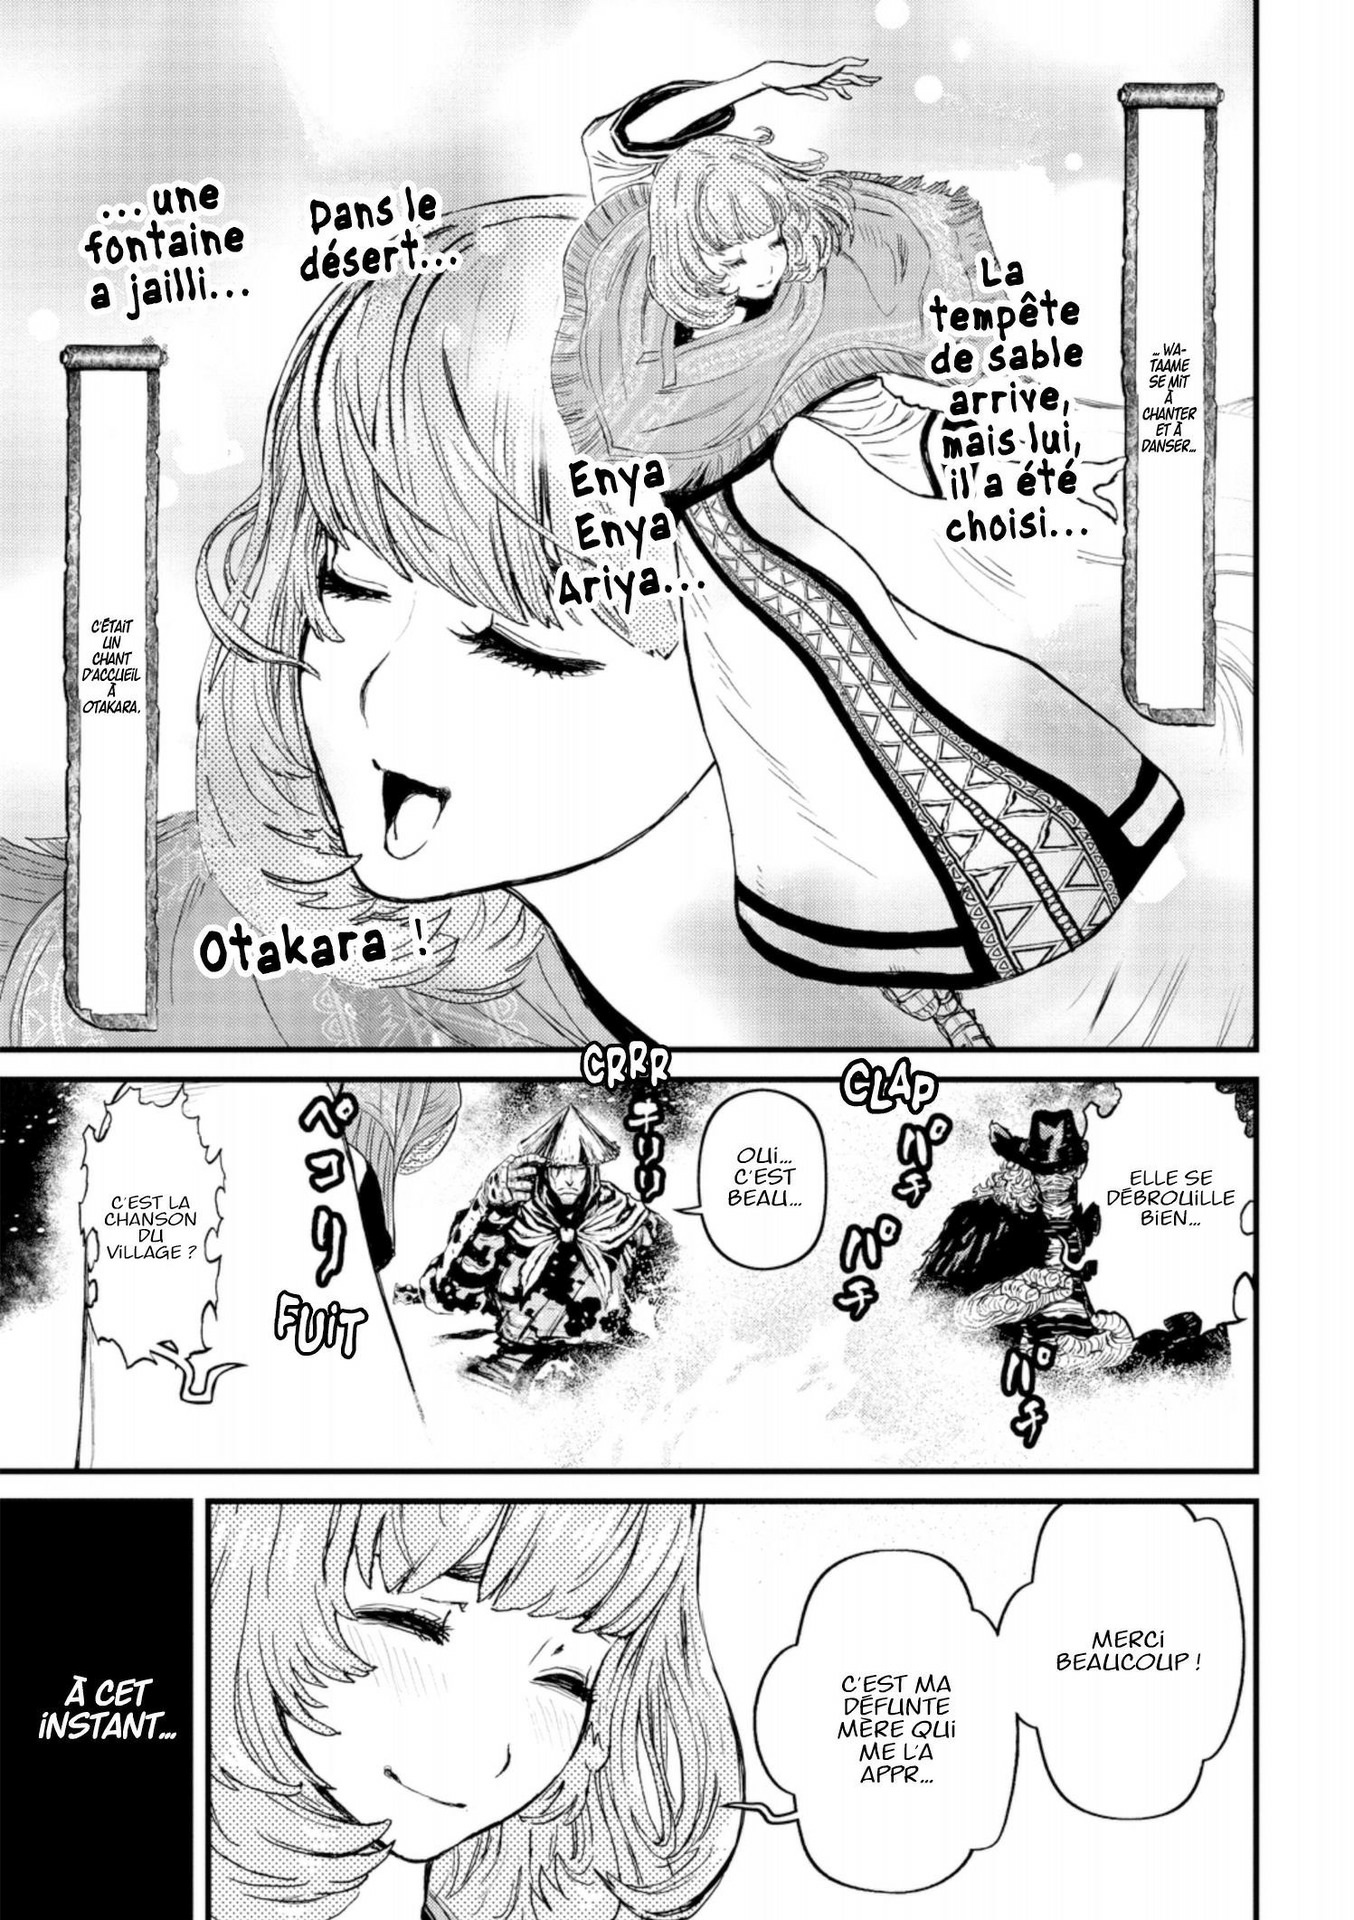 ... WA-
TAAME
SE MIT
À
CHANTER
ET À
DANSER...
La
tempête
de sable
arrive,
mais lui,
il a été
choisi...
Enya
Enya
Ariya...
Dans le
désert...
...une
fontaine
a jailli...
Otakara !
C'ÉTAIT
UN
CHANT
D'ACCUEIL
À
OTAKARA.
ELLE SE
DÉBROUILLE
BIEN...
CLAP
パチ
パチ
パチ
OUI...
C'EST
BEAU...
CRRR
キリリ
ペコリ
FUIT
C'EST LA
CHANSON
DU
VILLAGE ?
MERCI
BEAUCOUP !
C'EST MA
DÉFUNTE
MÈRE QUI
ME L'A
APPR...
À CET
INSTANT...